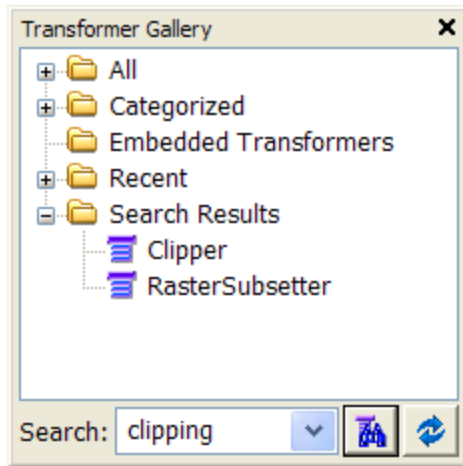 Transformer Gallery
All
Categorized
Embedded Transformers
Recent
Search Results
Clipper
RasterSubsetter
Search: clipping